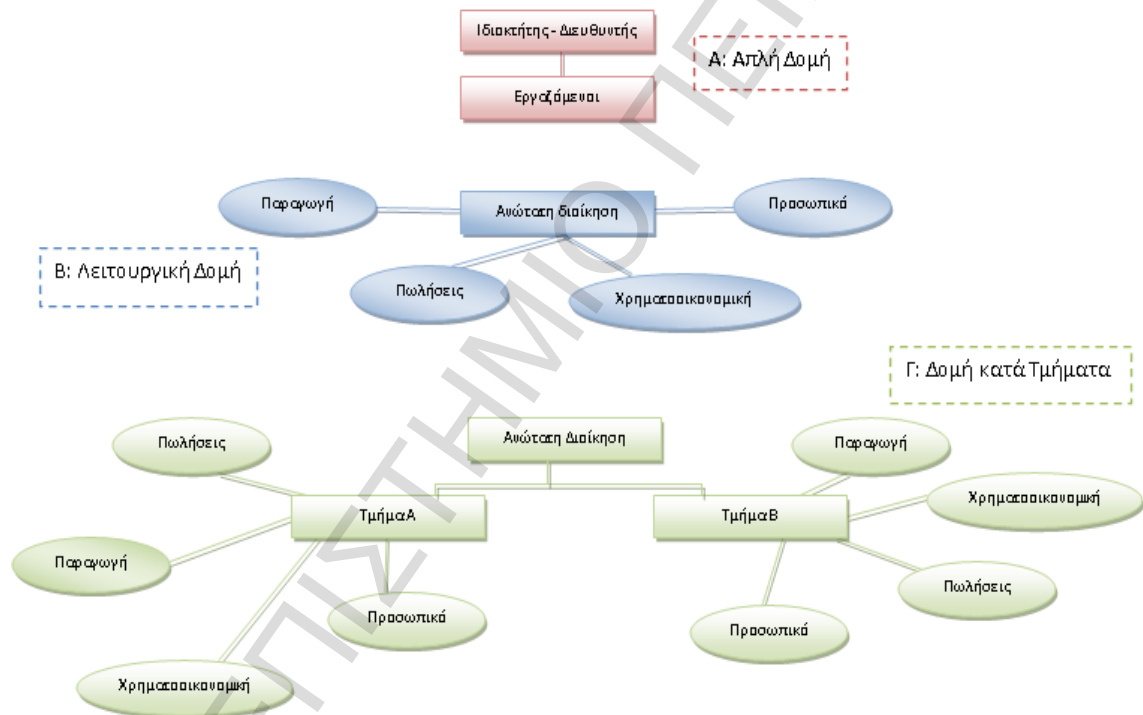 Ιδιοκτήτης - Διευθυντής
Α: Απλή Δομή
Εργαζόμενοι
Παραγωγή
Ανώτατη διοίκηση
Προσωπικό
Β: Λειτουργική Δομή
Πωλήσεις
Χρηματοοικονομική
Γ: Δομή κατά Τμήματα
Πωλήσεις
Ανώτατη Διοίκηση
Παραγωγή
Χρηματοοικονομική
Τμήμα Α
Τμήμα Β
Παραγωγή
Πωλήσεις
Προσωπικό
Προσωπικό
Χρηματοοικονομική